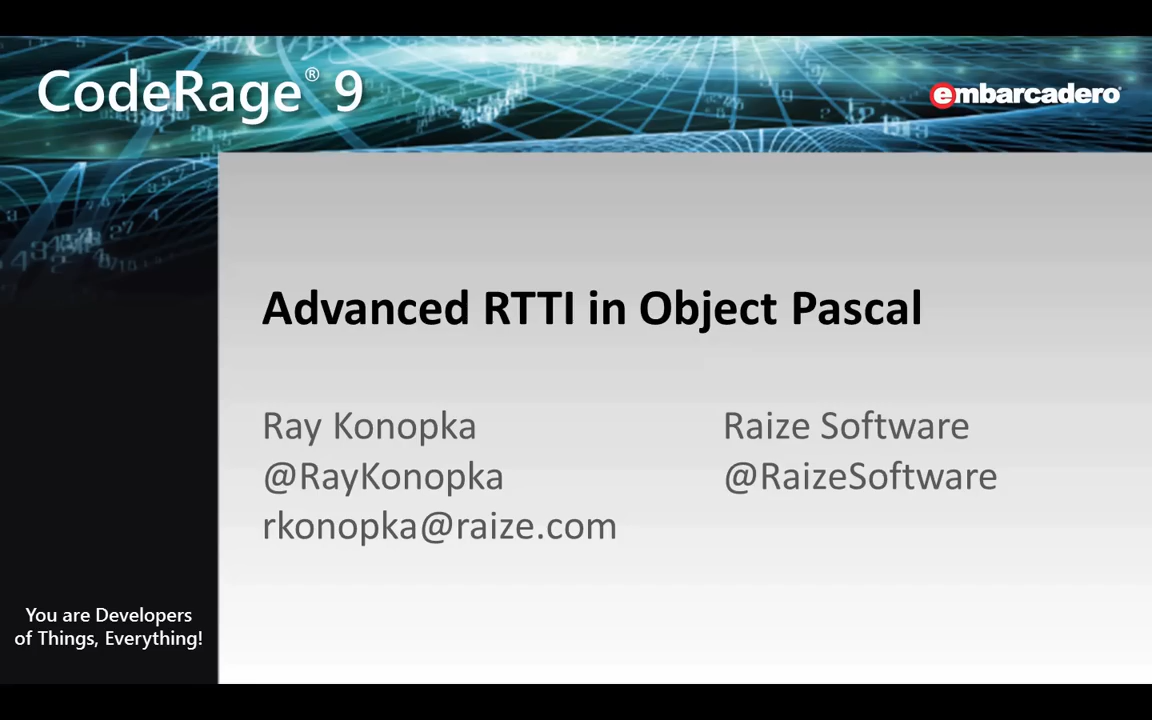 CodeRage® 9
embarcadero®
Advanced RTTI in Object Pascal
Ray Konopka
Raize Software
@RayKonopka
@RaizeSoftware
rkonopka@raize.com
You are Developers
of Things, Everything!